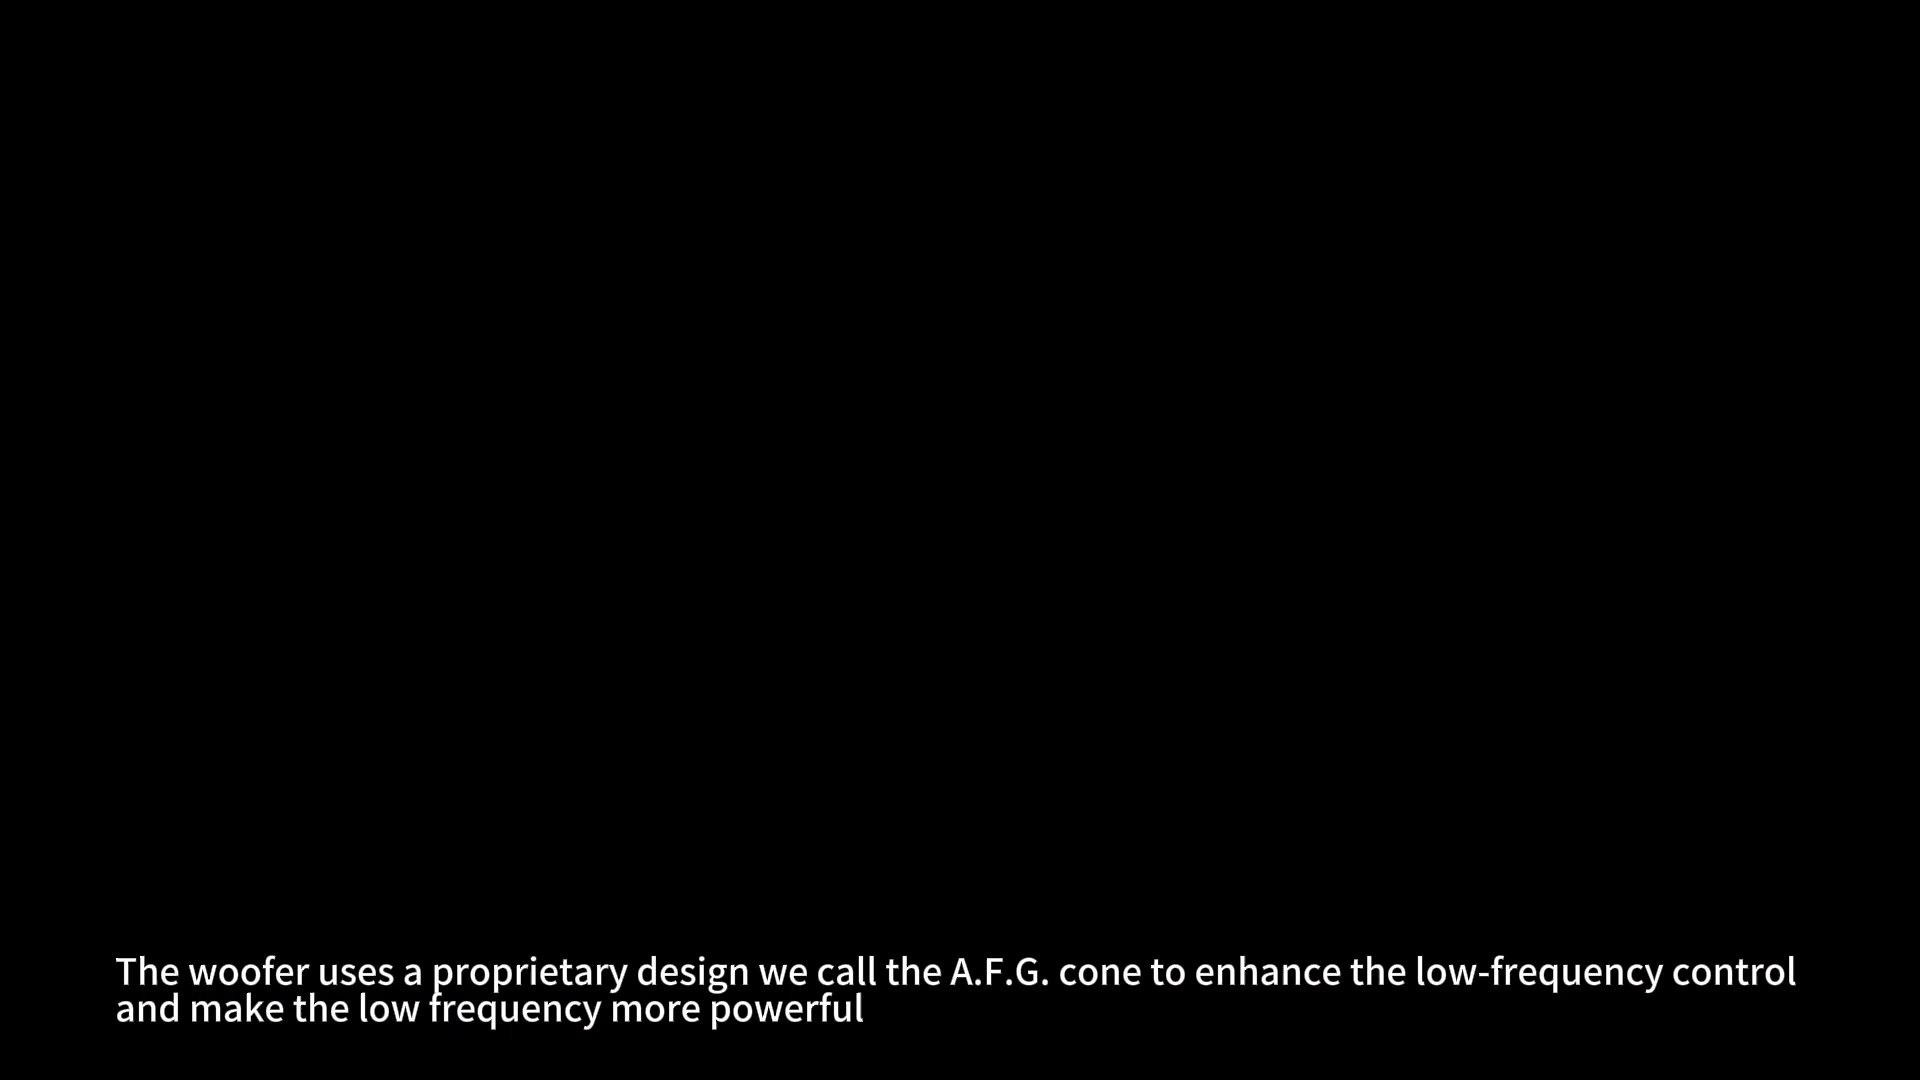 The woofer uses a proprietary design we call the A.F.G. cone to enhance the low-frequency control
and make the low frequency more powerful